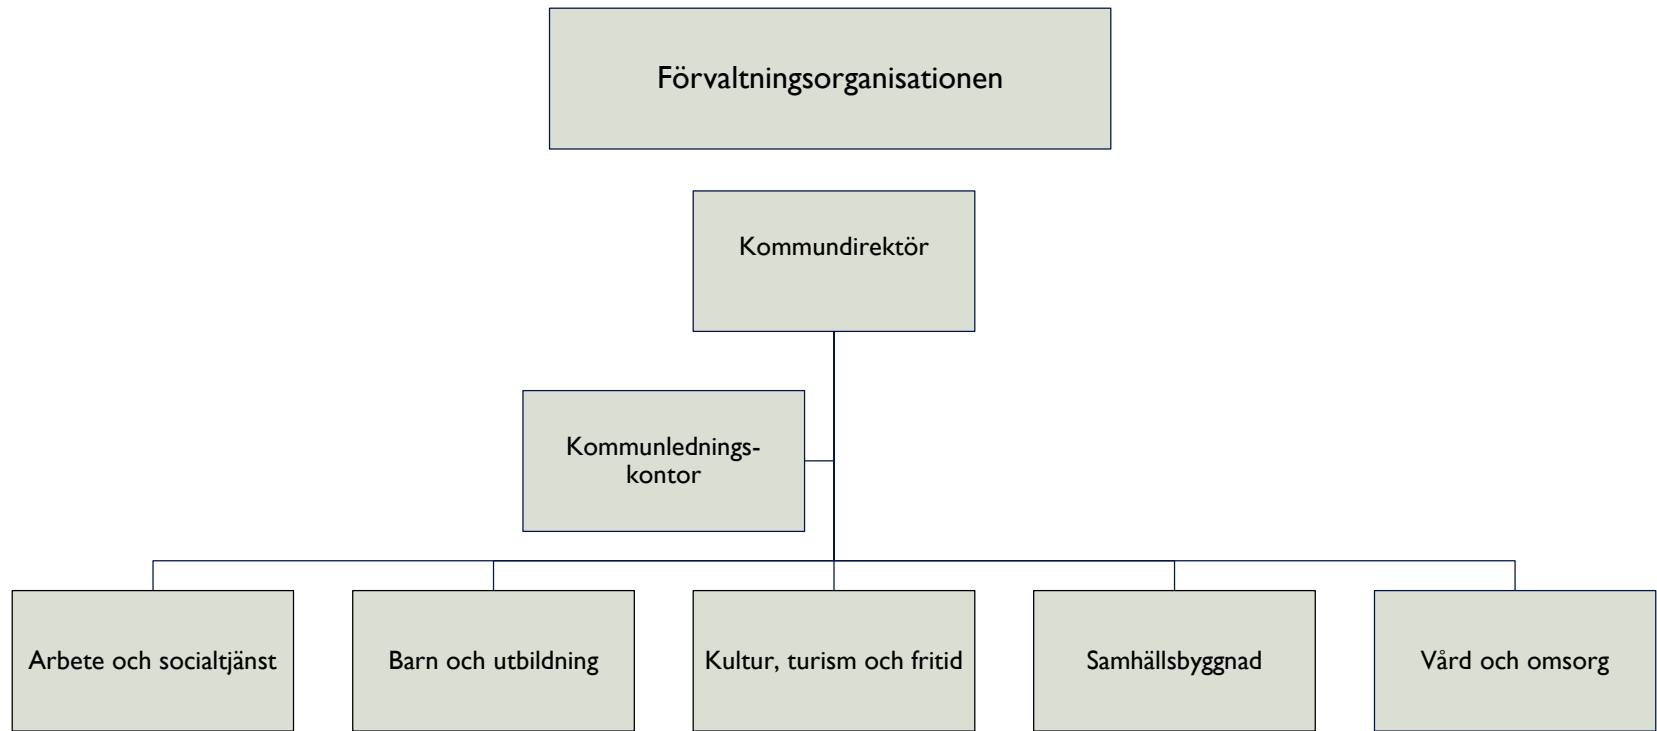 Förvaltningsorganisationen
Kommundirektör
Kommunlednings-
kontor
Arbete och socialtjänst
Barn och utbildning
Kultur, turism och fritid
Samhällsbyggnad
Vård och omsorg